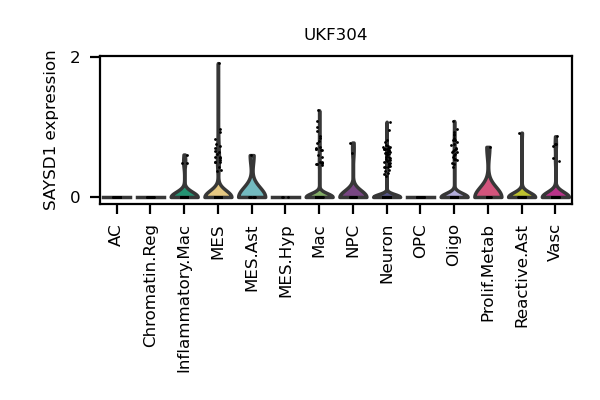 UKF304
SAYSD1 expression
2
0
AC
Chromatin.Reg
Inflammatory.Mac
MES
MES.Ast
MES.Hyp
Mac
NPC
Neuron
OPC
Oligo
Prolif.Metab
Reactive.Ast
Vasc